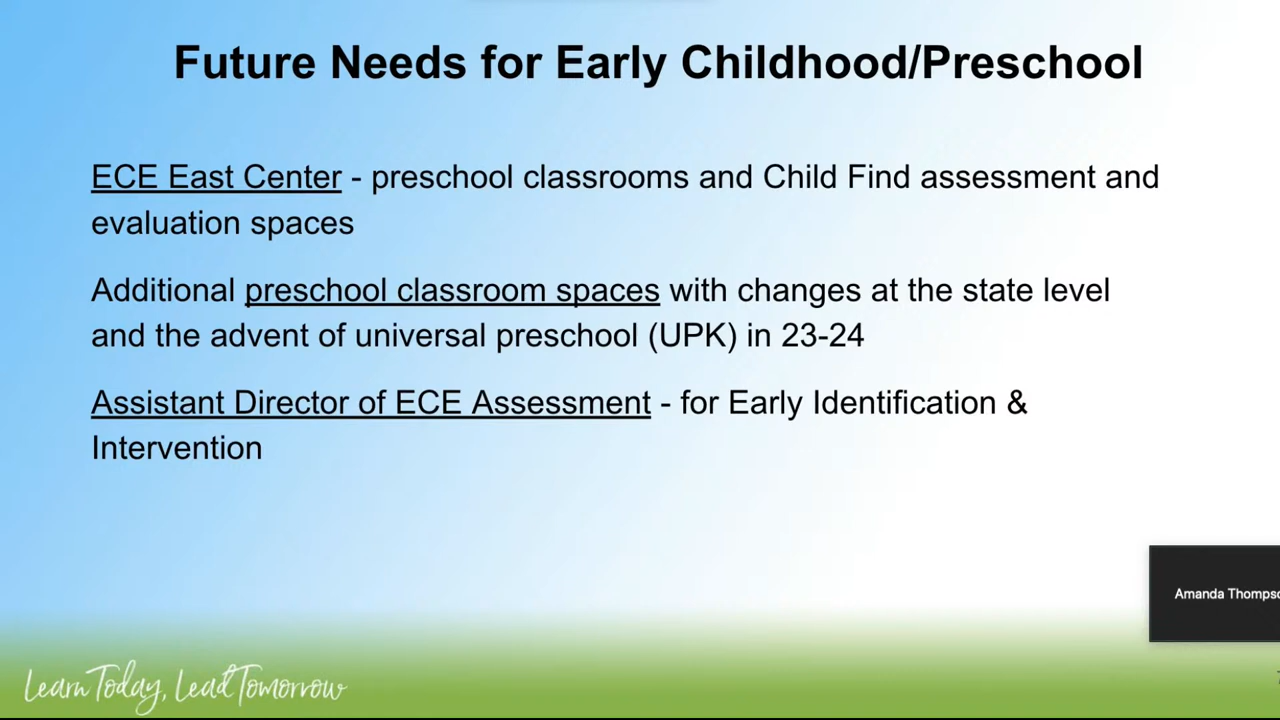 Future Needs for Early Childhood/Preschool
ECE East Center - preschool classrooms and Child Find assessment and
evaluation spaces
Additional preschool classroom spaces with changes at the state level
and the advent of universal preschool (UPK) in 23-24
Assistant Director of ECE Assessment - for Early Identification &
Intervention
Amanda Thomps
Learn Today, Lead Tomorrow